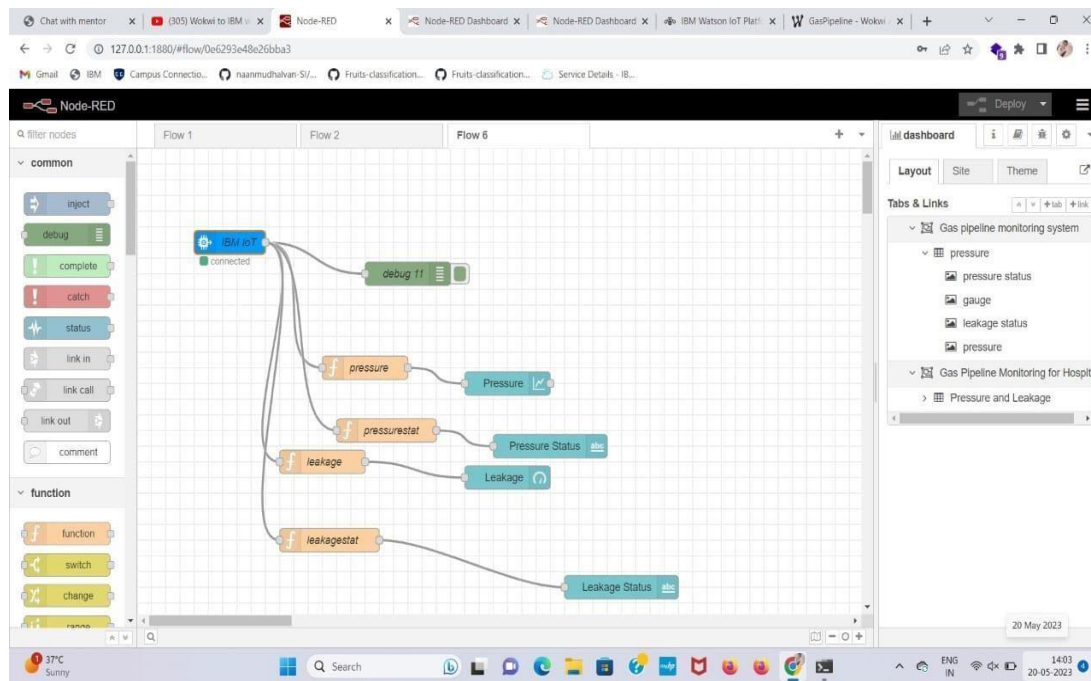 Chat with mentor
(305) Wokwi to IBM
Node-RED
Node-RED Dashboard
Node-RED Dashboard
IBM Watson IoT Platf
GasPipeline - Wokwi
127.0.0.1:1880/#flow/0e6293e48e26bba3
Gmail
IBM
Campus Connectio...
naanmudhalvan-SI/...
Fruits-classification...
Fruits-classification...
Service Details - IB...
Node-RED
Deploy
filter nodes
Flow 1
Flow 2
Flow 6
dashboard
common
inject
debug
complete
catch
status
link in
link call
link out
comment
function
function
switch
change
range
IBM IoT
connected
debug 11
pressure
Pressure
pressurestat
Pressure Status
abc
leakage
Leakage
leakagestat
Leakage Status
abc
Layout
Site
Theme
Tabs & Links
+tab
+link
Gas pipeline monitoring system
pressure
pressure status
gauge
leakage status
pressure
Gas Pipeline Monitoring for Hospit
Pressure and Leakage
20 May 2023
1
37°C
Sunny
Search
ENG
IN
14:03
20-05-2023